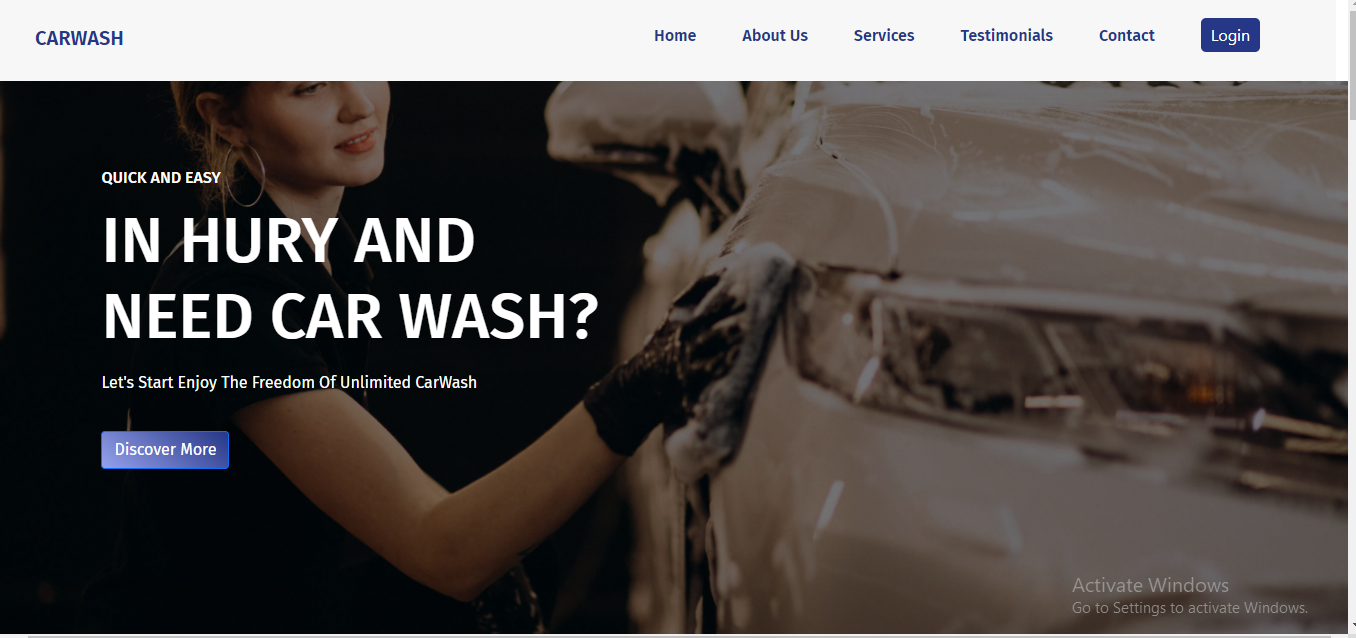 CARWASH
Home About Us Services Testimonials Contact Login
QUICK AND EASY
IN HURY AND
NEED CAR WASH?
Let's Start Enjoy The Freedom Of Unlimited CarWash
Discover More
Activate Windows
Go to Settings to activate Windows.